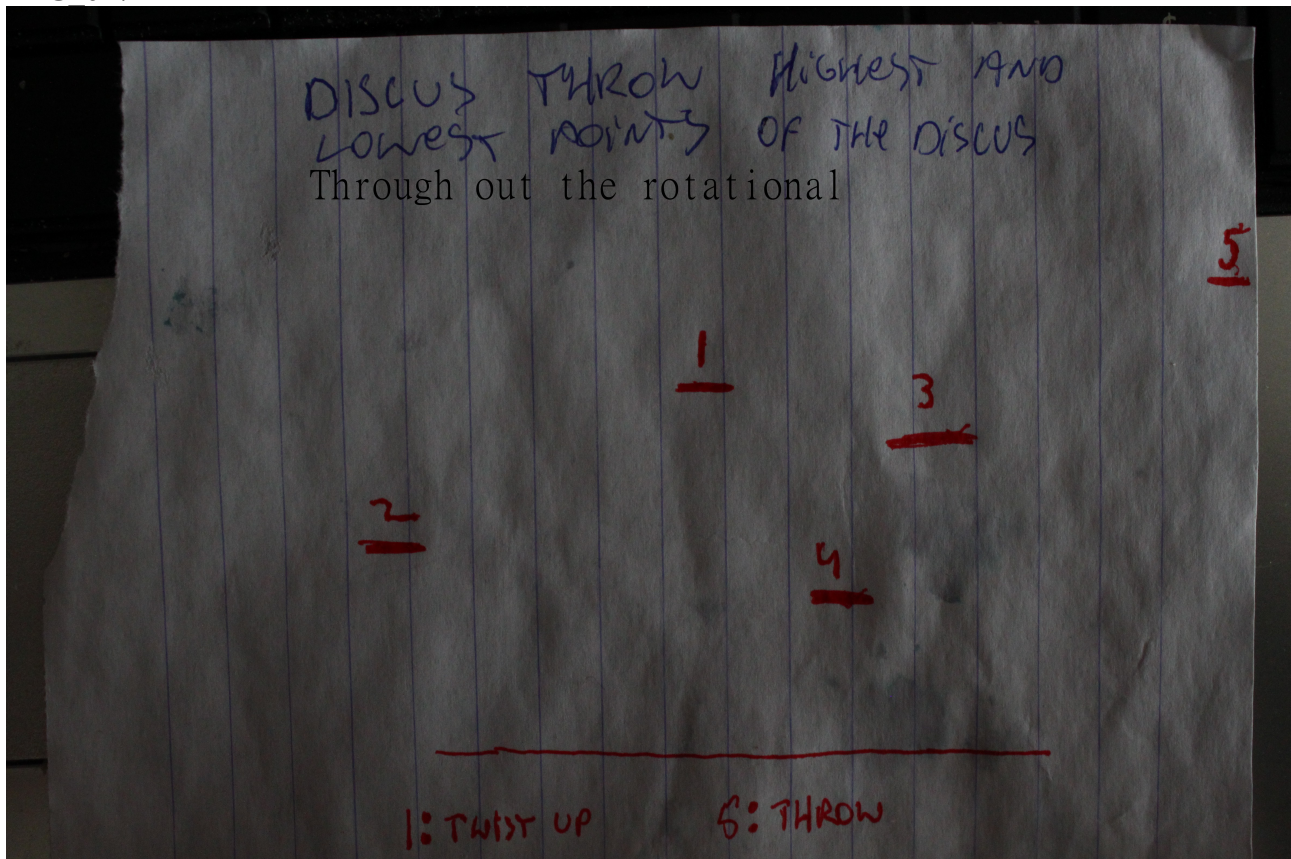 DISCUS THROW HIGHEST AND
LOWEST POINTS OF THE DISCUS
Through out the rotational
5
1
3
2
4
1: TWIST UP 5: THROW